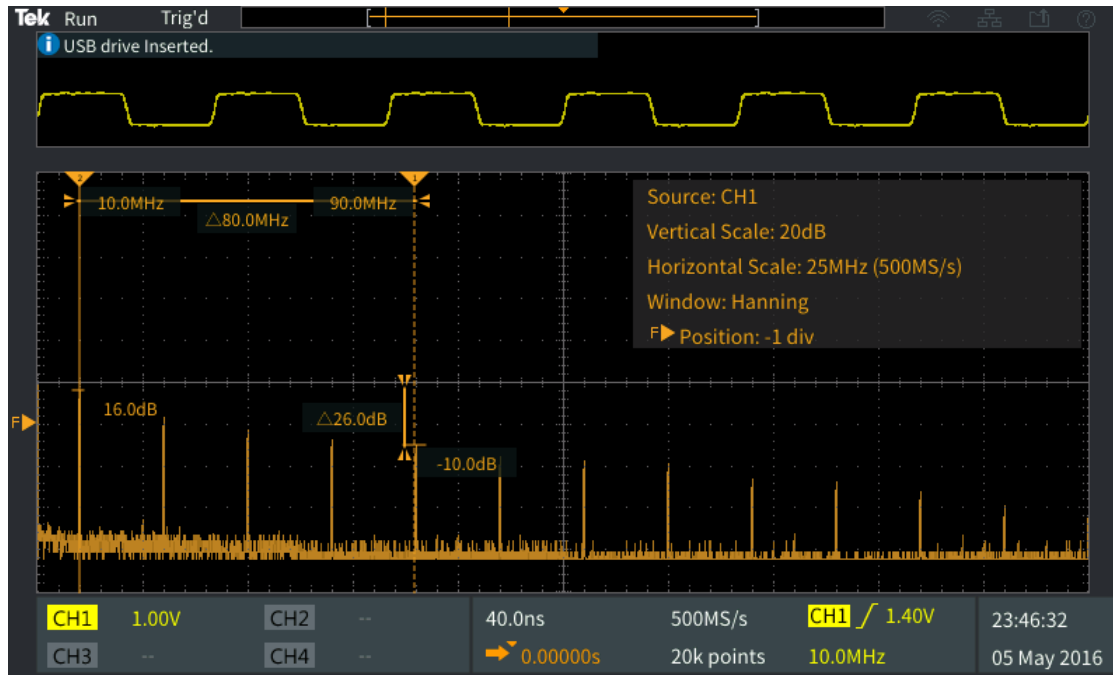 Tek Run Trig'd
i USB drive Inserted.
2 1
10.0MHz 90.0MHz
△80.0MHz
Source: CH1
Vertical Scale: 20dB
Horizontal Scale: 25MHz (500MS/s)
Window: Hanning
F Position: -1 div
16.0dB
△26.0dB
F
-10.0dB
CH1 1.00V CH2 -- 40.0ns 500MS/s CH1 1.40V 23:46:32
CH3 -- CH4 -- 0.00000s 20k points 10.0MHz 05 May 2016